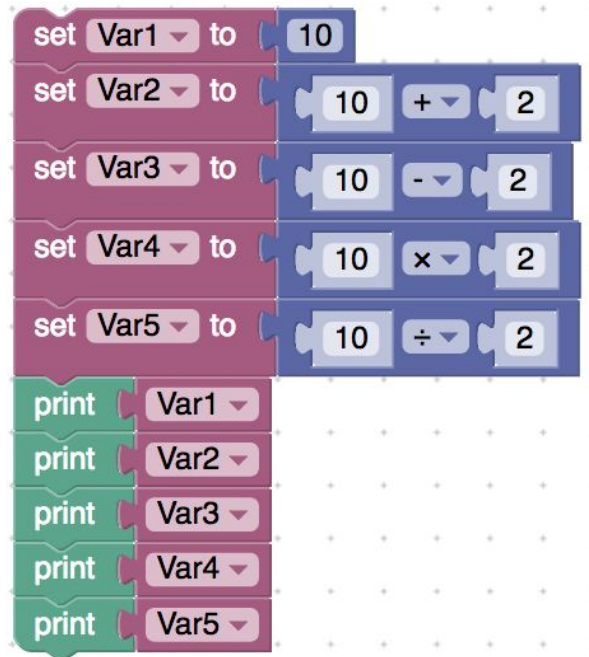 set Var1 to 10
set Var2 to 10 + 2
set Var3 to 10 - 2
set Var4 to 10 × 2
set Var5 to 10 ÷ 2
print Var1
print Var2
print Var3
print Var4
print Var5